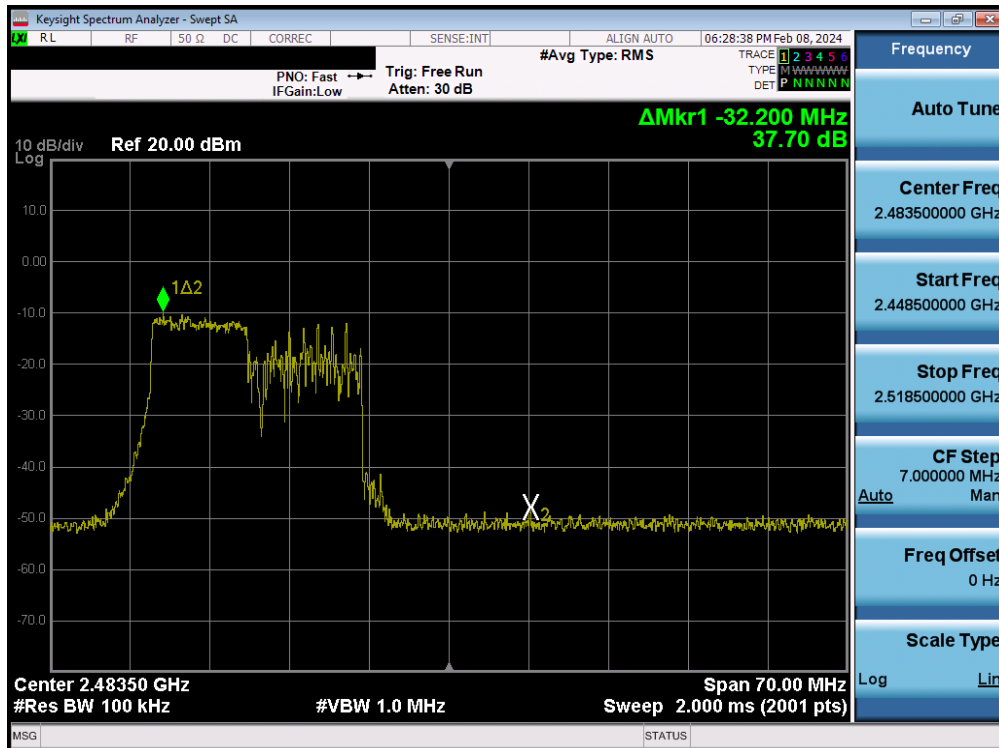 Keysight Spectrum Analyzer - Swept SA
LXI RL RF 50 Ω DC CORREC SENSE:INT ALIGN AUTO 06:28:38 PM Feb 08, 2024
PNO: Fast
IFGain:Low
Trig: Free Run
Atten: 30 dB
#Avg Type: RMS
TRACE 1 2 3 4 5 6
TYPE M W W W W W
DET P N N N N N
ΔMkr1 -32.200 MHz
37.70 dB
10 dB/div
Log
Ref 20.00 dBm
10.0
0.00
-10.0
-20.0
-30.0
-40.0
-50.0
-60.0
-70.0
1Δ2
X2
Center 2.48350 GHz
Span 70.00 MHz
#Res BW 100 kHz
#VBW 1.0 MHz
Sweep 2.000 ms (2001 pts)
MSG
STATUS
Frequency
Auto Tune
Center Freq
2.483500000 GHz
Start Freq
2.448500000 GHz
Stop Freq
2.518500000 GHz
CF Step
7.000000 MHz
Auto Man
Freq Offset
0 Hz
Scale Type
Log Lin